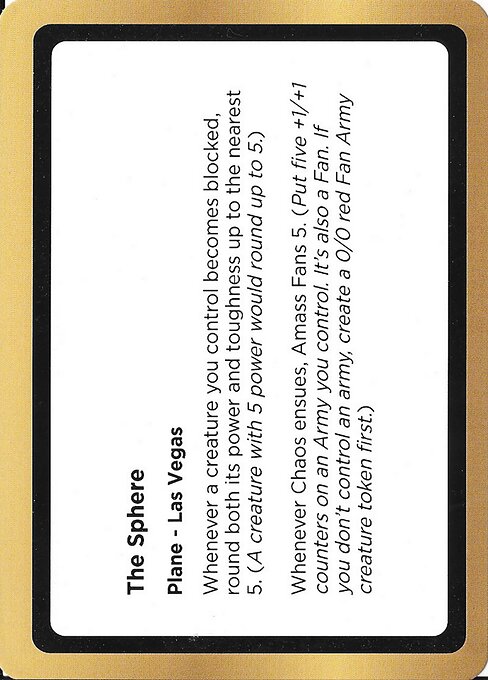 The Sphere
Plane - Las Vegas
Whenever a creature you control becomes blocked,
round both its power and toughness up to the nearest
5. (A creature with 5 power would round up to 5.)
Whenever Chaos ensues, Amass Fans 5. (Put five +1/+1
counters on an Army you control. It's also a Fan. If
you don't control an army, create a 0/0 red Fan Army
creature token first.)